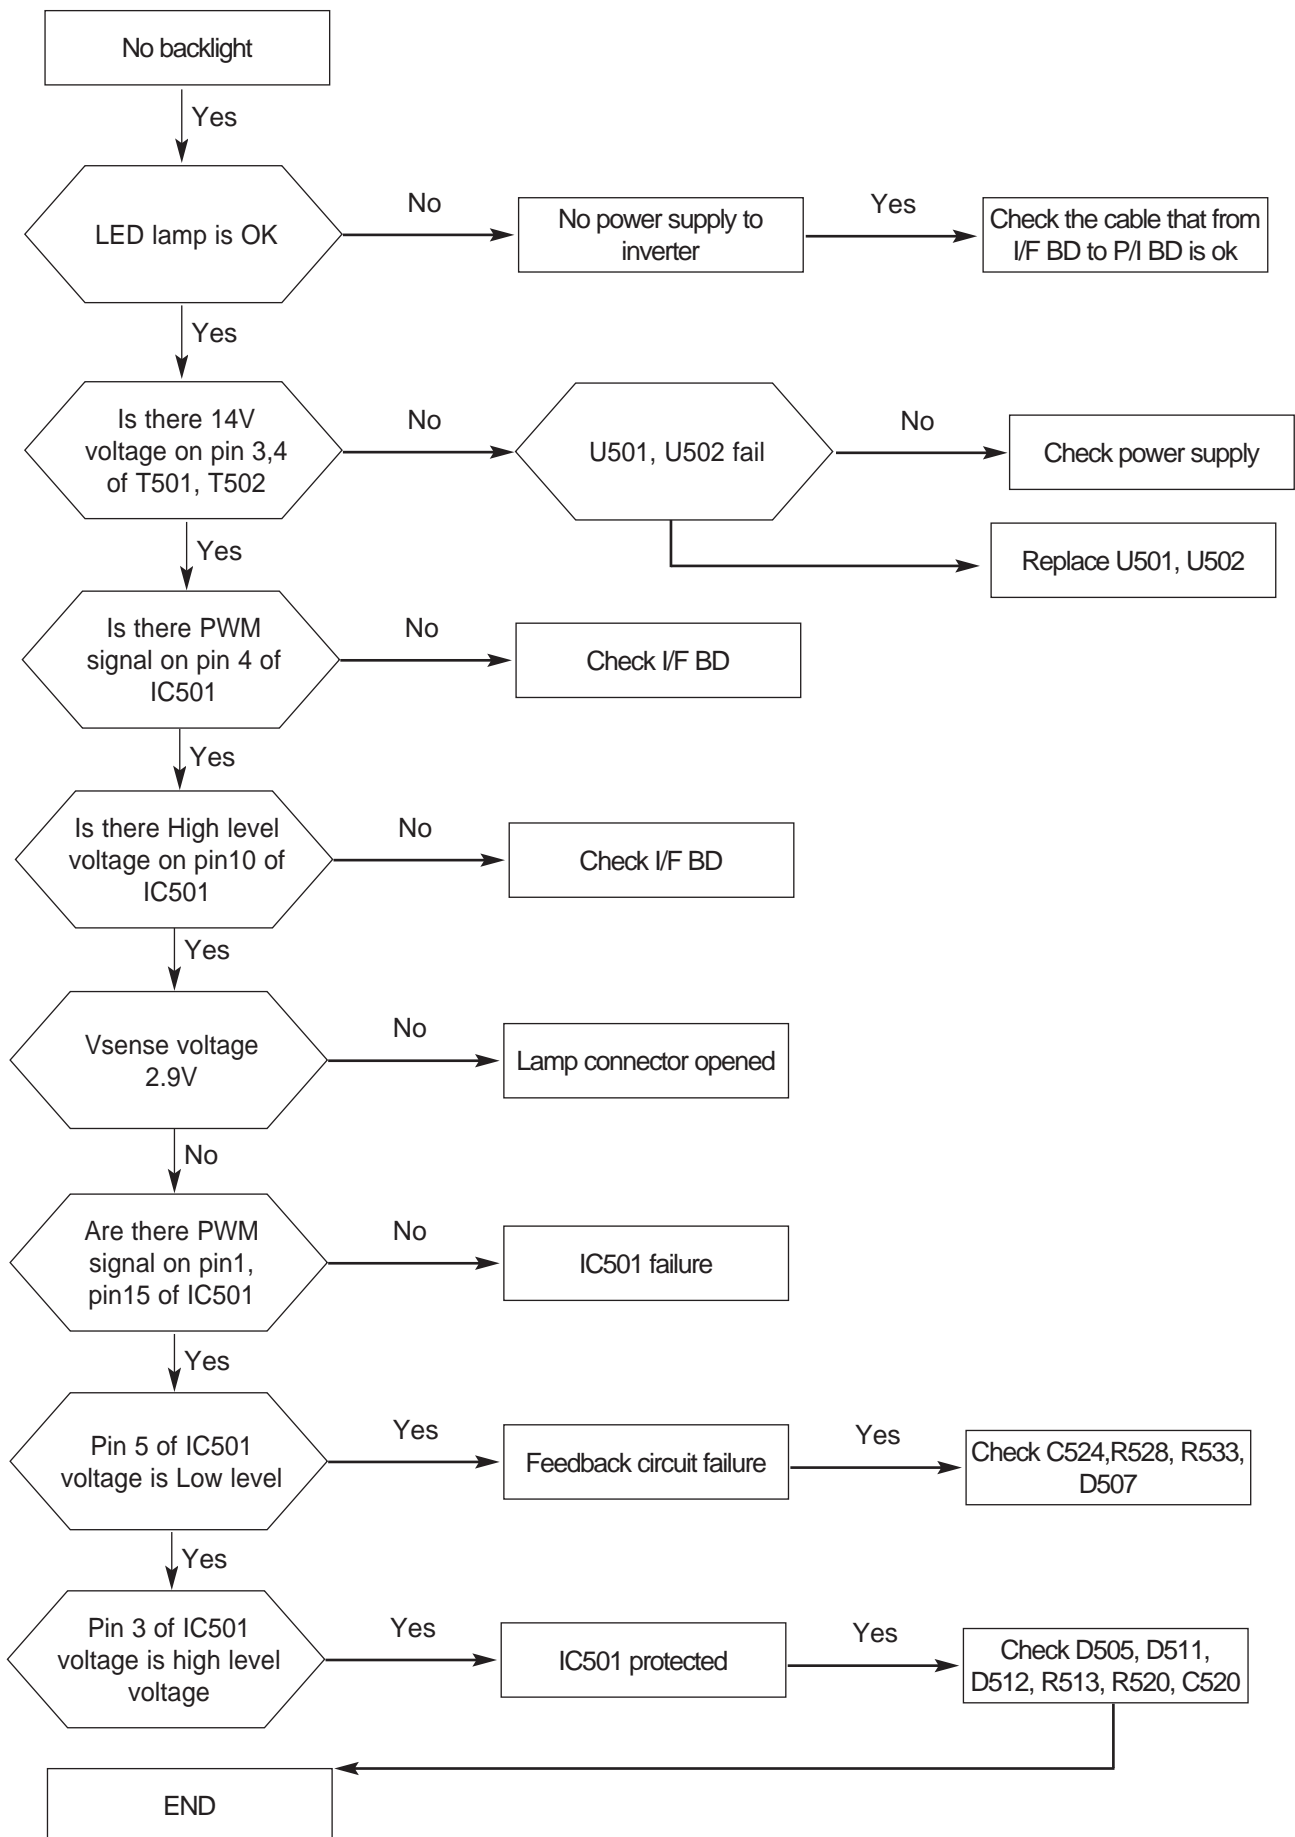 No backlight
Yes
LED lamp is OK
No
No power supply to
inverter
Yes
Check the cable that from
I/F BD to P/I BD is ok
Yes
Is there 14V
voltage on pin 3,4
of T501, T502
No
U501, U502 fail
No
Check power supply
Replace U501, U502
Yes
Is there PWM
signal on pin 4 of
IC501
No
Check I/F BD
Yes
Is there High level
voltage on pin10 of
IC501
No
Check I/F BD
Yes
Vsense voltage
2.9V
No
Lamp connector opened
No
Are there PWM
signal on pin1,
pin15 of IC501
No
IC501 failure
Yes
Pin 5 of IC501
voltage is Low level
Yes
Feedback circuit failure
Yes
Check C524,R528, R533,
D507
Yes
Pin 3 of IC501
voltage is high level
voltage
Yes
IC501 protected
Yes
Check D505, D511,
D512, R513, R520, C520
END